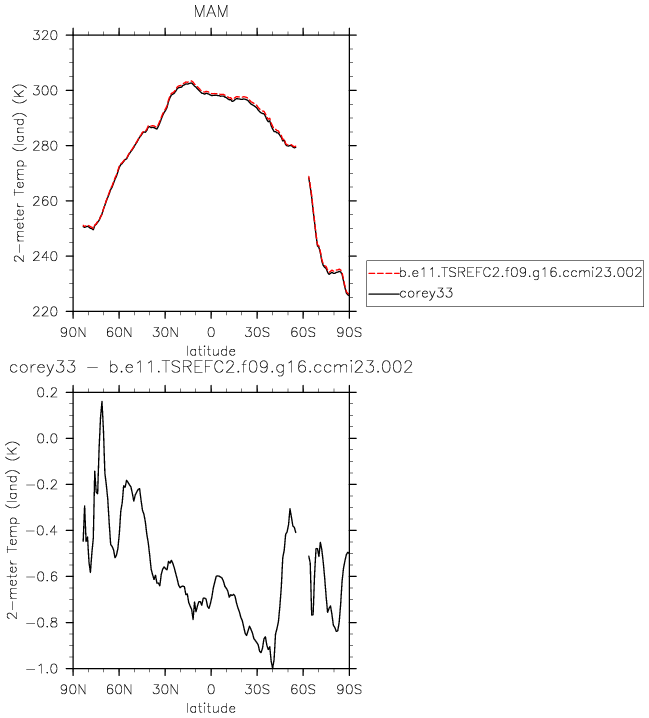 MAM
320
300
280
260
240
220
2-meter Temp (land) (K)
90N 60N 30N 0 30S 60S 90S
latitude
b.e11.TSREFC2.f09.g16.ccmi23.002
corey33
corey33 - b.e11.TSREFC2.f09.g16.ccmi23.002
0.2
0.0
-0.2
-0.4
-0.6
-0.8
-1.0
2-meter Temp (land) (K)
90N 60N 30N 0 30S 60S 90S
latitude